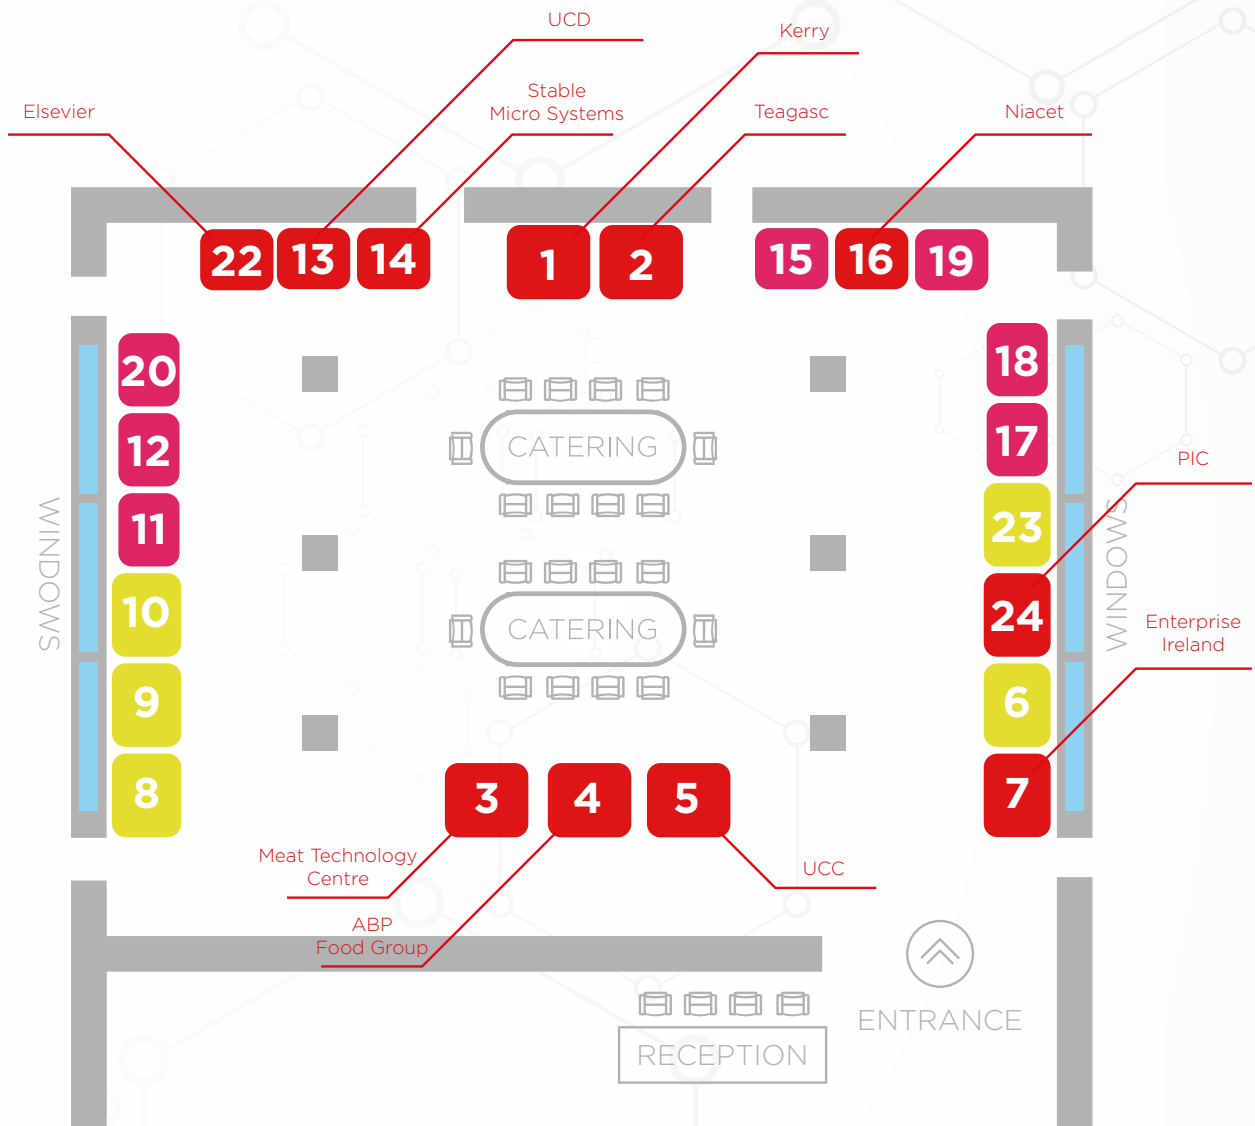 UCD
Kerry
Elsevier
Stable
Micro Systems
Teagasc
Niacet
22
13
14
1
2
15
16
19
20
12
11
10
9
8
WINDOWS
CATERING
CATERING
18
17
23
24
6
7
WINDOWS
PIC
Enterprise
Ireland
3
4
5
Meat Technology
Centre
ABP
Food Group
UCC
ENTRANCE
RECEPTION